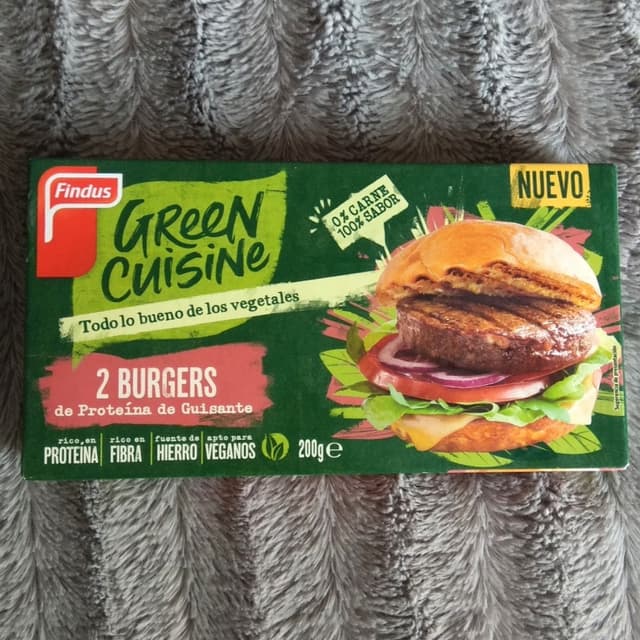 Findus
GREEN
CUISINE
Todo lo bueno de los vegetales
0% CARNE
100% SABOR
NUEVO
2 BURGERS
de Proteína de Guisante
rico en
PROTEINA
rico en
FIBRA
fuente de
HIERRO
apto para
VEGANOS
200g e